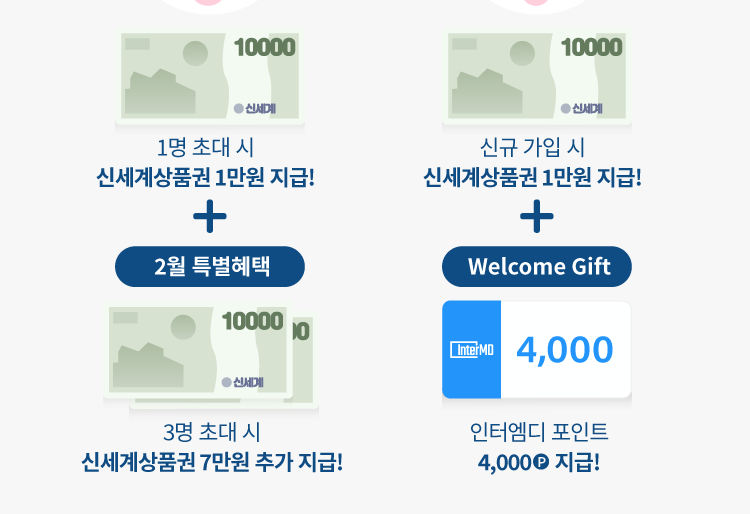 10000
신세계
1명 초대 시
신세계상품권 1만원 지급!
+
2월 특별혜택
10000
00
신세계
3명 초대 시
신세계상품권 7만원 추가 지급!
10000
신세계
신규 가입 시
신세계상품권 1만원 지급!
+
Welcome Gift
InterMD
4,000
인터엠디 포인트
4,000P 지급!